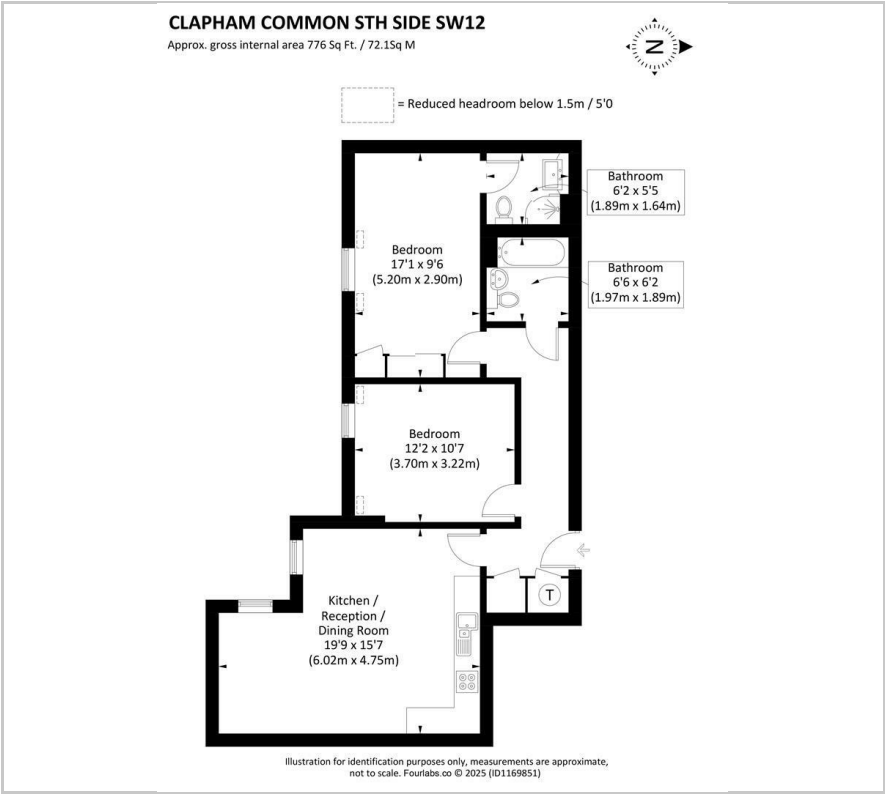 CLAPHAM COMMON STH SIDE SW12
Approx. gross internal area 776 Sq Ft. / 72.1Sq M
N
= Reduced headroom below 1.5m / 5'0
Bathroom
6'2 x 5'5
(1.89m x 1.64m)
Bedroom
17'1 x 9'6
(5.20m x 2.90m)
Bathroom
6'6 x 6'2
(1.97m x 1.89m)
Bedroom
12'2 x 10'7
(3.70m x 3.22m)
Kitchen /
Reception /
Dining Room
19'9 x 15'7
(6.02m x 4.75m)
T
Illustration for identification purposes only, measurements are approximate,
not to scale. Fourlabs.co © 2025 (ID1169851)